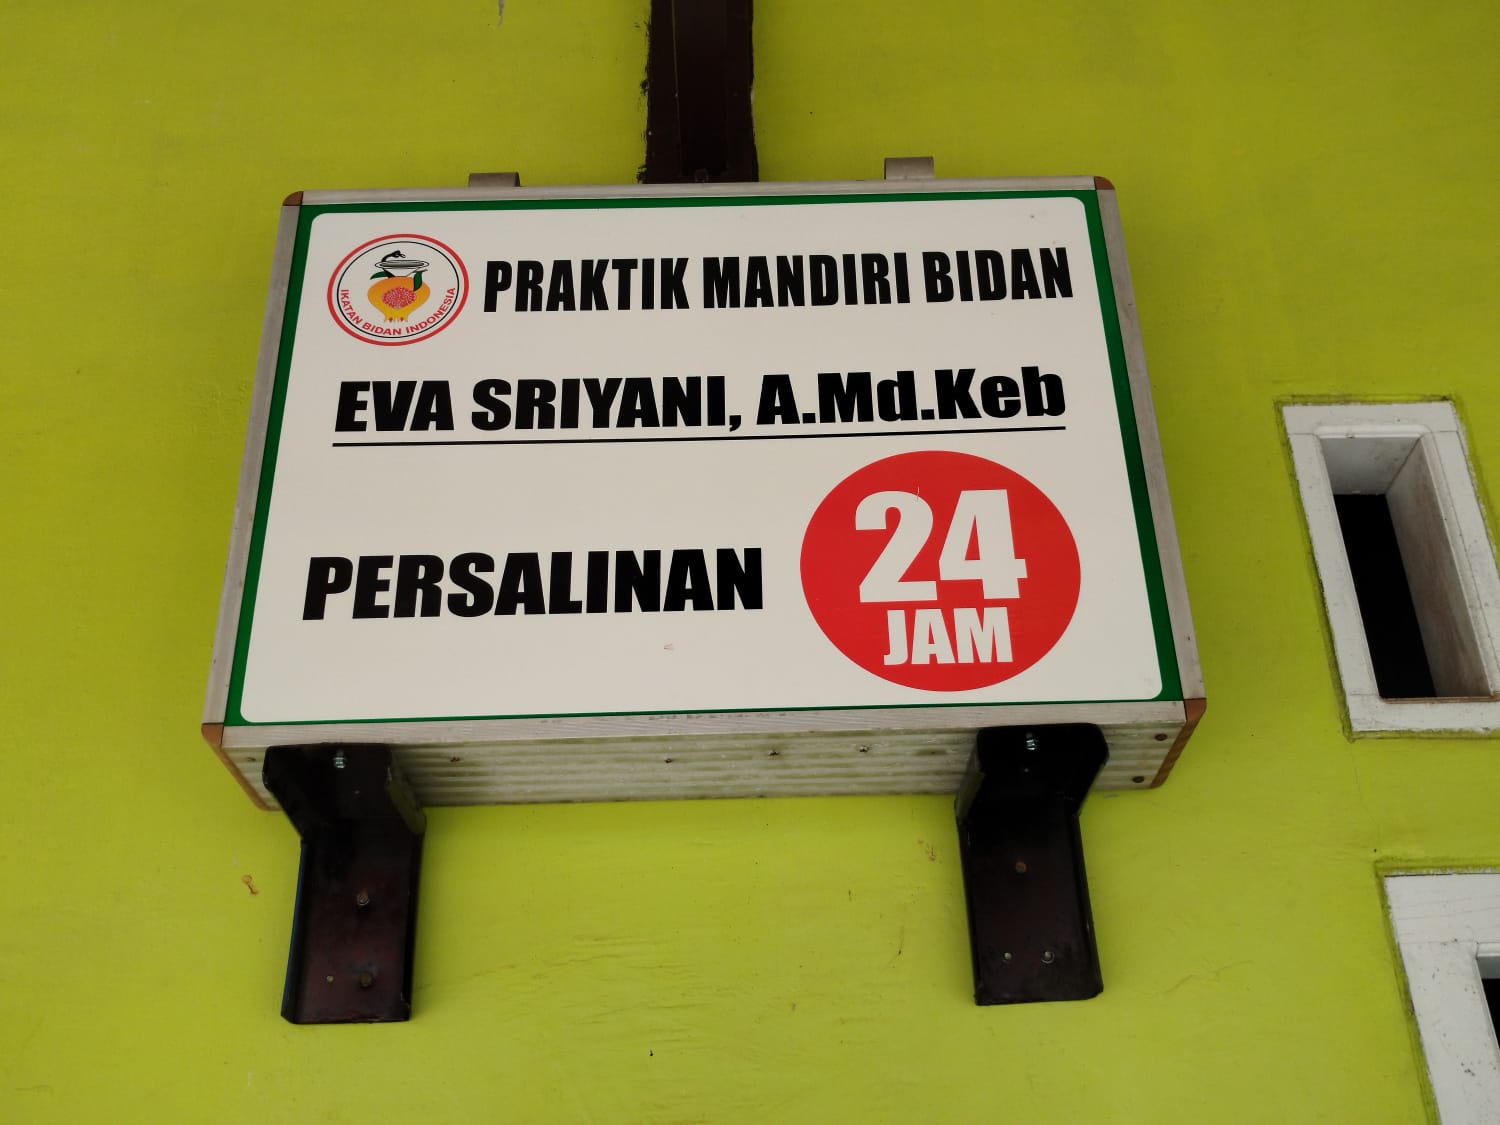 IKATAN BIDAN INDONESIA
PRAKTIK MANDIRI BIDAN
EVA SRIYANI, A.Md.Keb
PERSALINAN
24
JAM